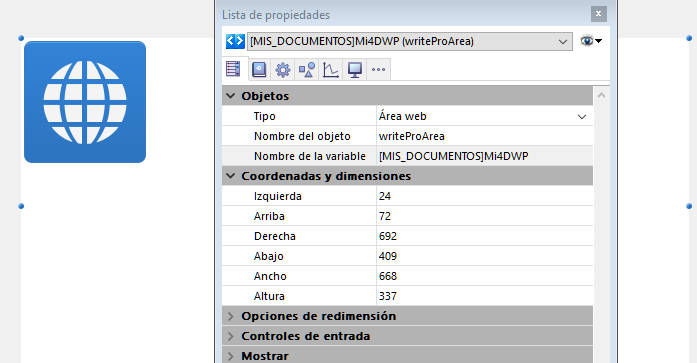 Lista de propiedades
x
[MIS_DOCUMENTOS]Mi4DWP (writeProArea)
Objetos
Tipo Área web
Nombre del objeto writeProArea
Nombre de la variable [MIS_DOCUMENTOS]Mi4DWP
Coordenadas y dimensiones
Izquierda 24
Arriba 72
Derecha 692
Abajo 409
Ancho 668
Altura 337
Opciones de redimensión
Controles de entrada
Mostrar